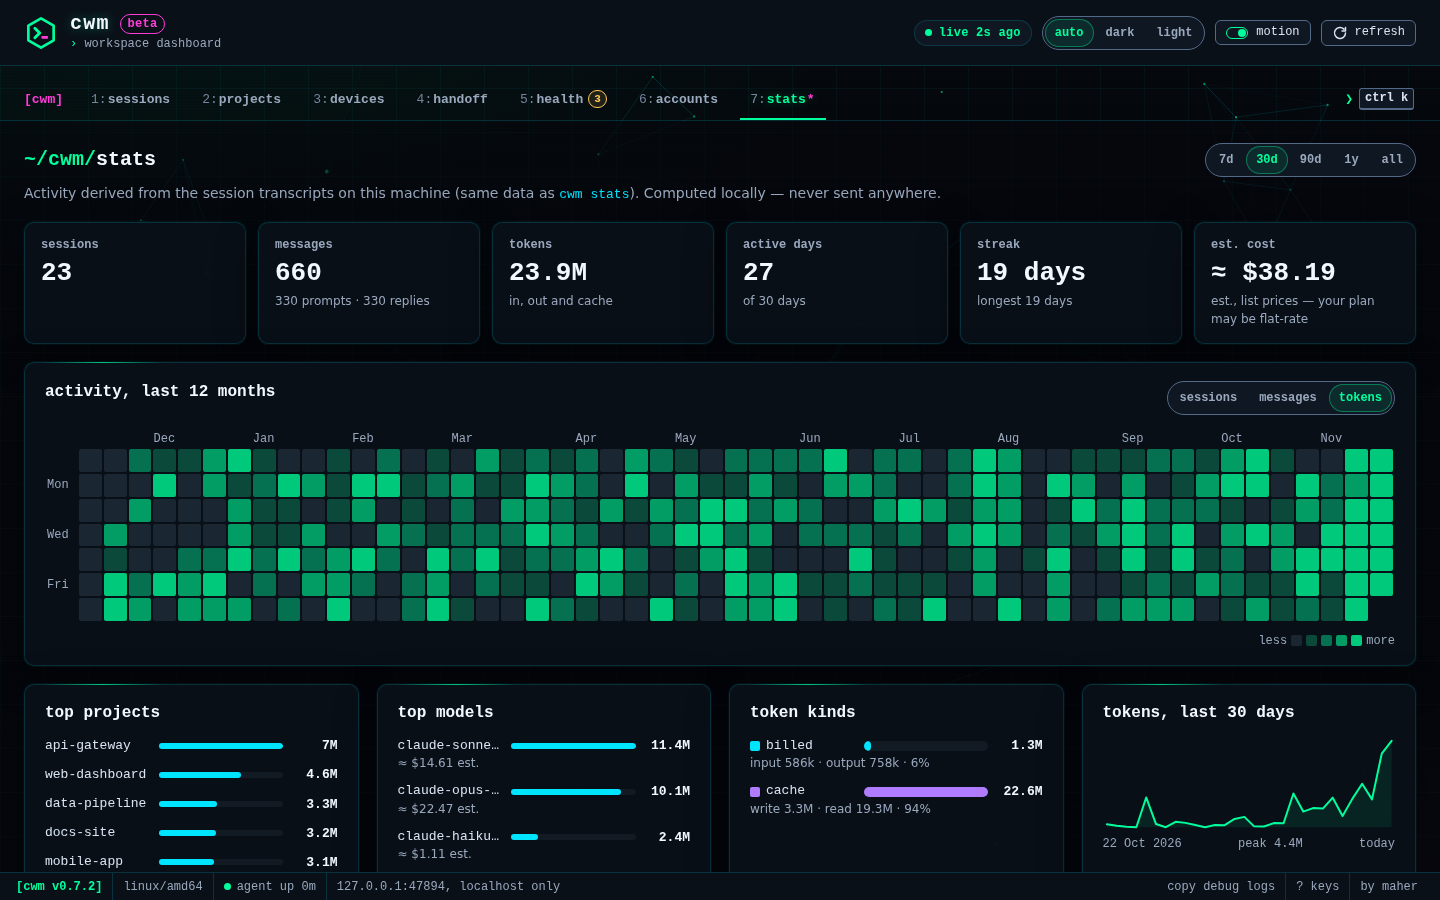 cwm beta
› workspace dashboard
live 2s ago
auto dark light
motion
refresh
[cwm] 1:sessions 2:projects 3:devices 4:handoff 5:health 3 6:accounts 7:stats*
❯ ctrl k
~/cwm/stats
7d 30d 90d 1y all
Activity derived from the session transcripts on this machine (same data as cwm stats). Computed locally — never sent anywhere.
sessions
23
messages
660
330 prompts · 330 replies
tokens
23.9M
in, out and cache
active days
27
of 30 days
streak
19 days
longest 19 days
est. cost
≈ $38.19
est., list prices — your plan
may be flat-rate
activity, last 12 months
sessions messages tokens
Dec Jan Feb Mar Apr May Jun Jul Aug Sep Oct Nov
Mon
Wed
Fri
less more
top projects
api-gateway 7M
web-dashboard 4.6M
data-pipeline 3.3M
docs-site 3.2M
mobile-app 3.1M
top models
claude-sonne… 11.4M
≈ $14.61 est.
claude-opus-… 10.1M
≈ $22.47 est.
claude-haiku… 2.4M
≈ $1.11 est.
token kinds
billed 1.3M
input 586k · output 758k · 6%
cache 22.6M
write 3.3M · read 19.3M · 94%
tokens, last 30 days
22 Oct 2026 peak 4.4M today
[cwm v0.7.2] linux/amd64 agent up 0m 127.0.0.1:47894, localhost only
copy debug logs ? keys by maher